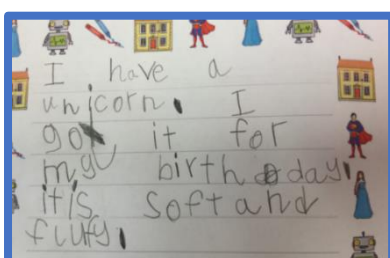 I have a
unicorn. I
got it for
my birthday.
it is soft and
fluffy.